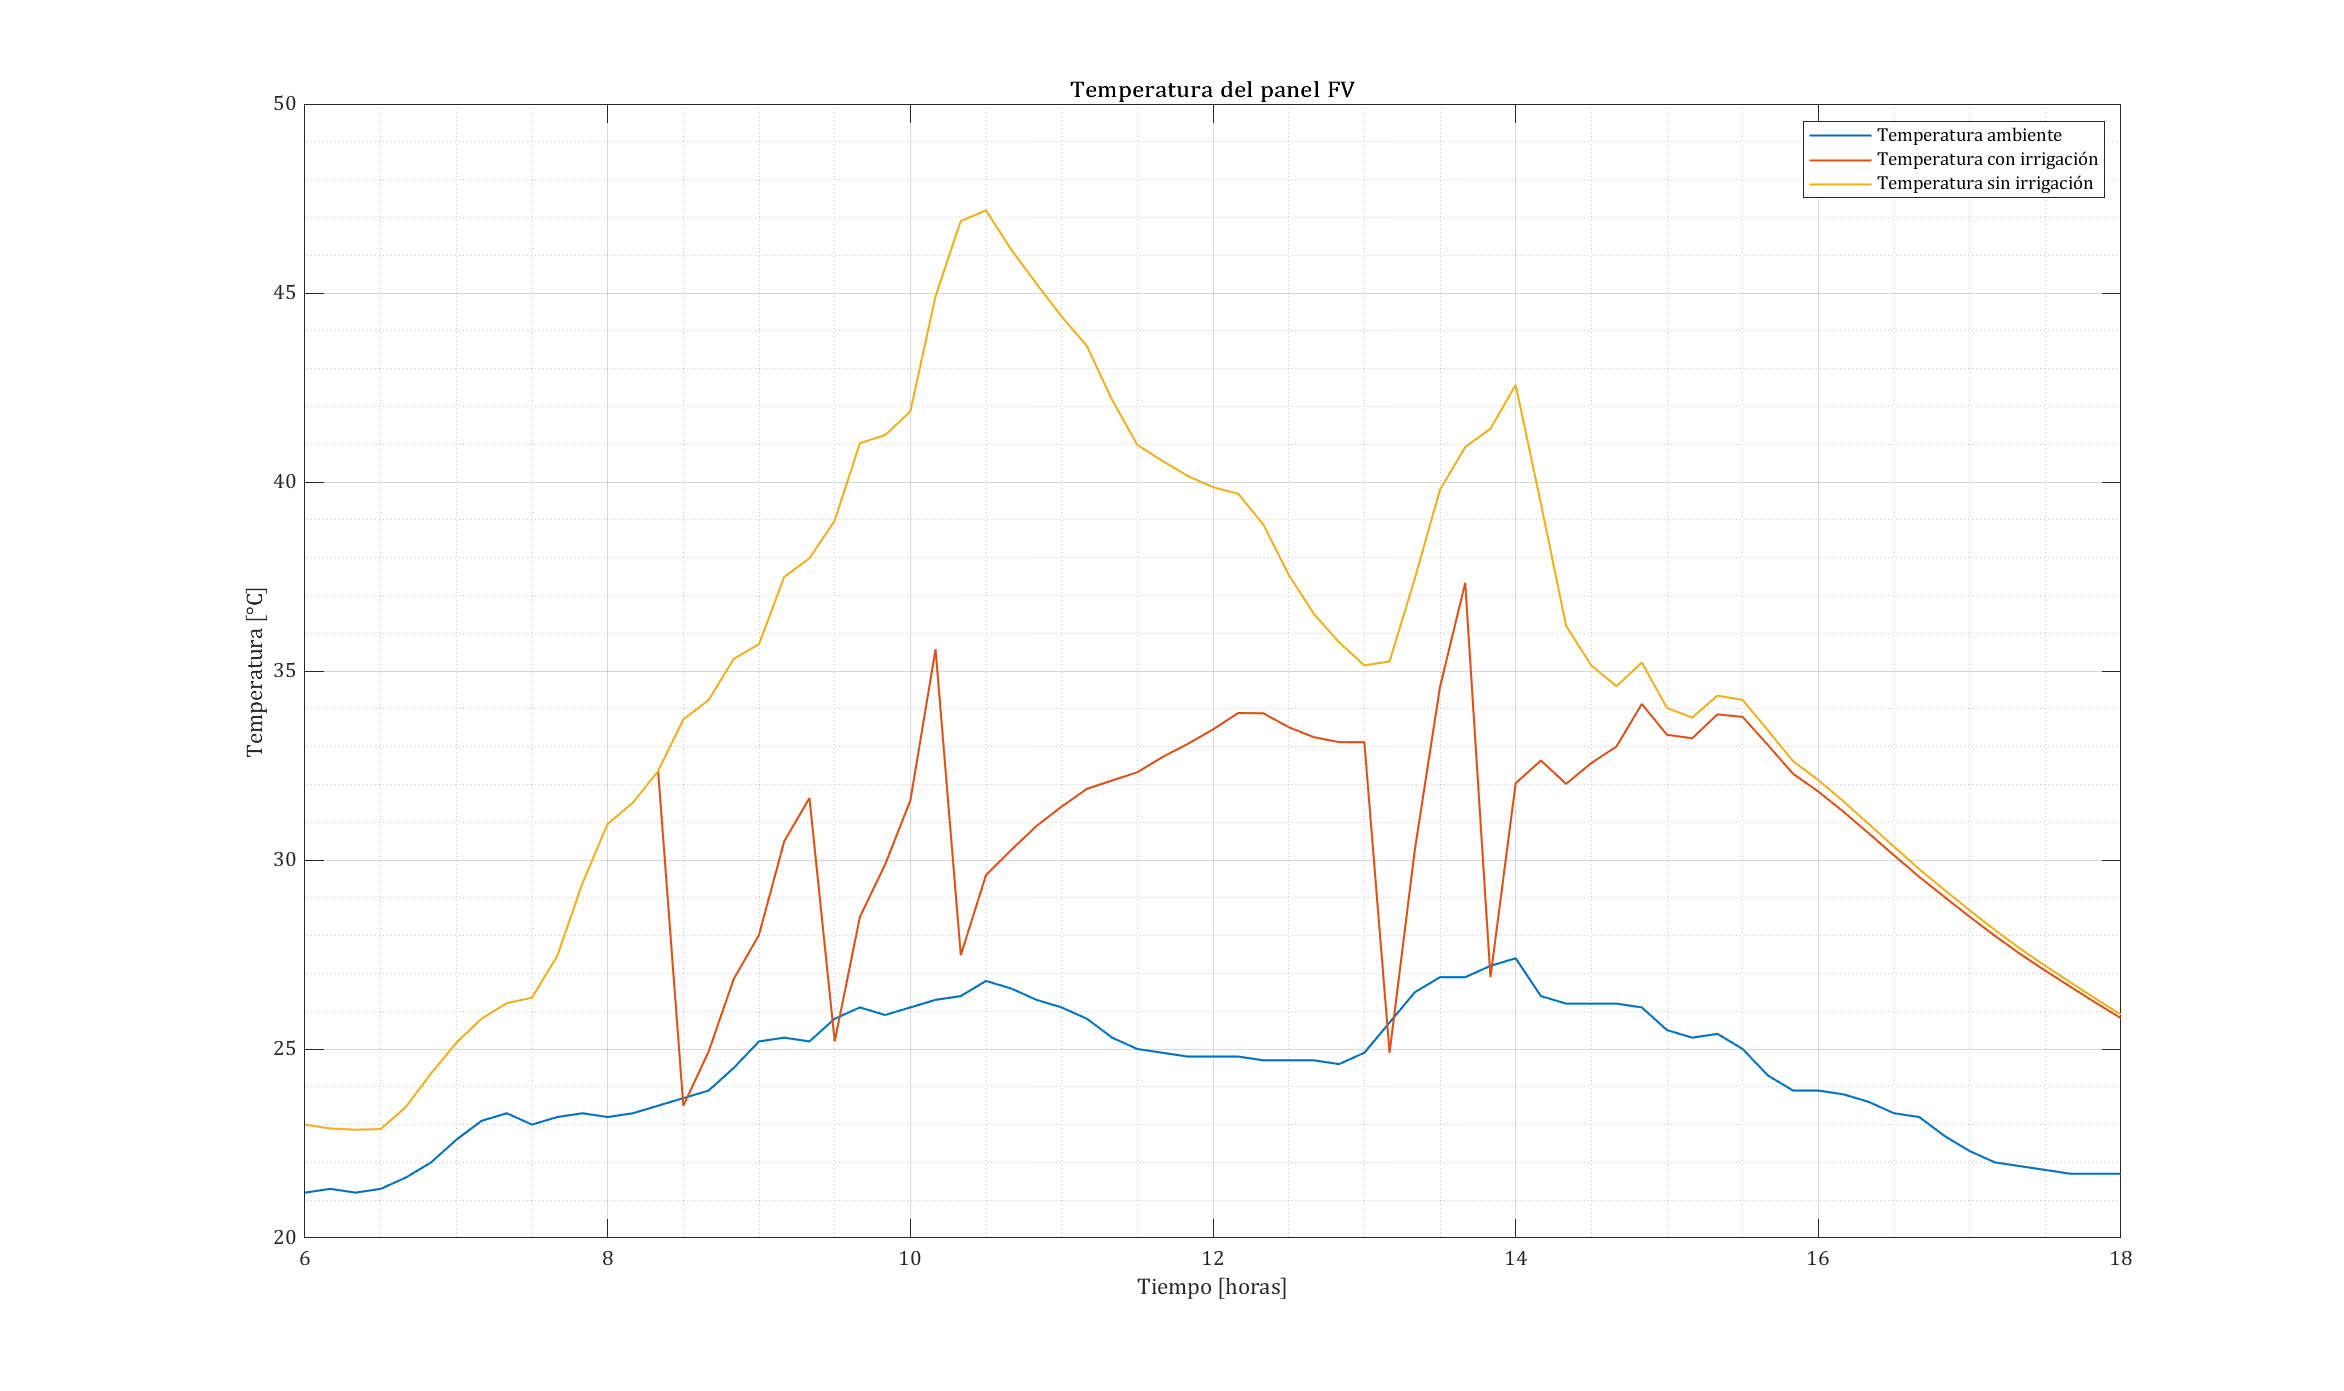 Temperatura del panel FV
50
45
40
35
30
25
20
Temperatura [°C]
Temperatura ambiente
Temperatura con irrigación
Temperatura sin irrigación
6 8 10 12 14 16 18
Tiempo [horas]